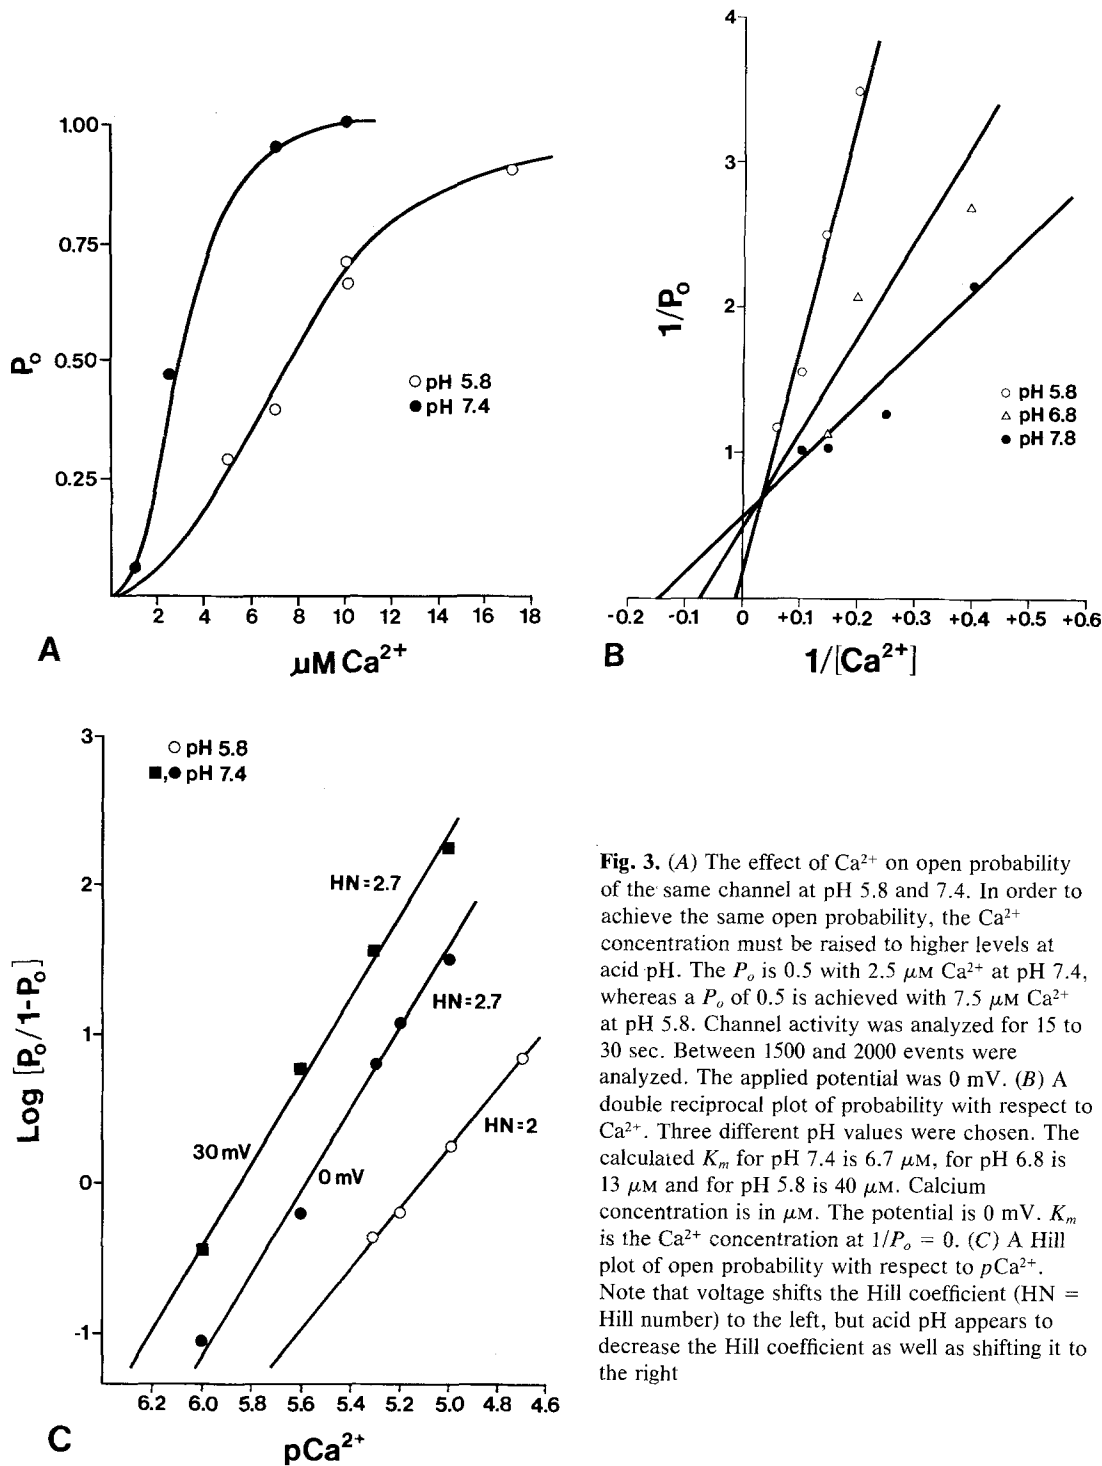 1.00
0.75
0.50
0.25
P₀
○ pH 5.8
● pH 7.4
2 4 6 8 10 12 14 16 18
A
µM Ca²⁺
4
3
2
1
1/P₀
○ pH 5.8
△ pH 6.8
● pH 7.8
-0.2 -0.1 0 +0.1 +0.2 +0.3 +0.4 +0.5 +0.6
B
1/[Ca²⁺]
3
2
1
0
-1
Log [P₀/1-P₀]
○ pH 5.8
■,● pH 7.4
HN=2.7
HN=2.7
HN=2
30 mV
0 mV
6.2 6.0 5.8 5.6 5.4 5.2 5.0 4.8 4.6
C
pCa²⁺
Fig. 3. (A) The effect of Ca²⁺ on open probability
of the same channel at pH 5.8 and 7.4. In order to
achieve the same open probability, the Ca²⁺
concentration must be raised to higher levels at
acid pH. The Pₒ is 0.5 with 2.5 µM Ca²⁺ at pH 7.4,
whereas a Pₒ of 0.5 is achieved with 7.5 µM Ca²⁺
at pH 5.8. Channel activity was analyzed for 15 to
30 sec. Between 1500 and 2000 events were
analyzed. The applied potential was 0 mV. (B) A
double reciprocal plot of probability with respect to
Ca²⁺. Three different pH values were chosen. The
calculated Kₘ for pH 7.4 is 6.7 µM, for pH 6.8 is
13 µM and for pH 5.8 is 40 µM. Calcium
concentration is in µM. The potential is 0 mV. Kₘ
is the Ca²⁺ concentration at 1/Pₒ = 0. (C) A Hill
plot of open probability with respect to pCa²⁺.
Note that voltage shifts the Hill coefficient (HN =
Hill number) to the left, but acid pH appears to
decrease the Hill coefficient as well as shifting it to
the right